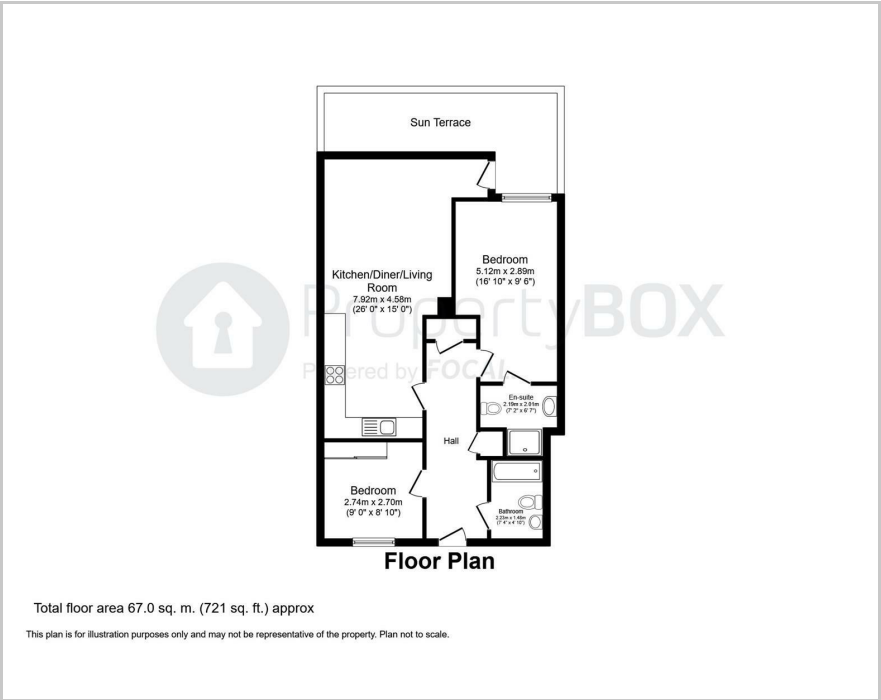 Sun Terrace
Kitchen/Diner/Living
Room
7.92m x 4.58m
(26' 0" x 15' 0")
Bedroom
5.12m x 2.89m
(16' 10" x 9' 6")
PropertyBOX
Powered by FOCAL
En-suite
2.19m x 2.01m
(7' 2" x 6' 7")
Hall
Bedroom
2.74m x 2.70m
(9' 0" x 8' 10")
Bathroom
2.23m x 1.48m
(7' 4" x 4' 10")
Floor Plan
Total floor area 67.0 sq. m. (721 sq. ft.) approx
This plan is for illustration purposes only and may not be representative of the property. Plan not to scale.